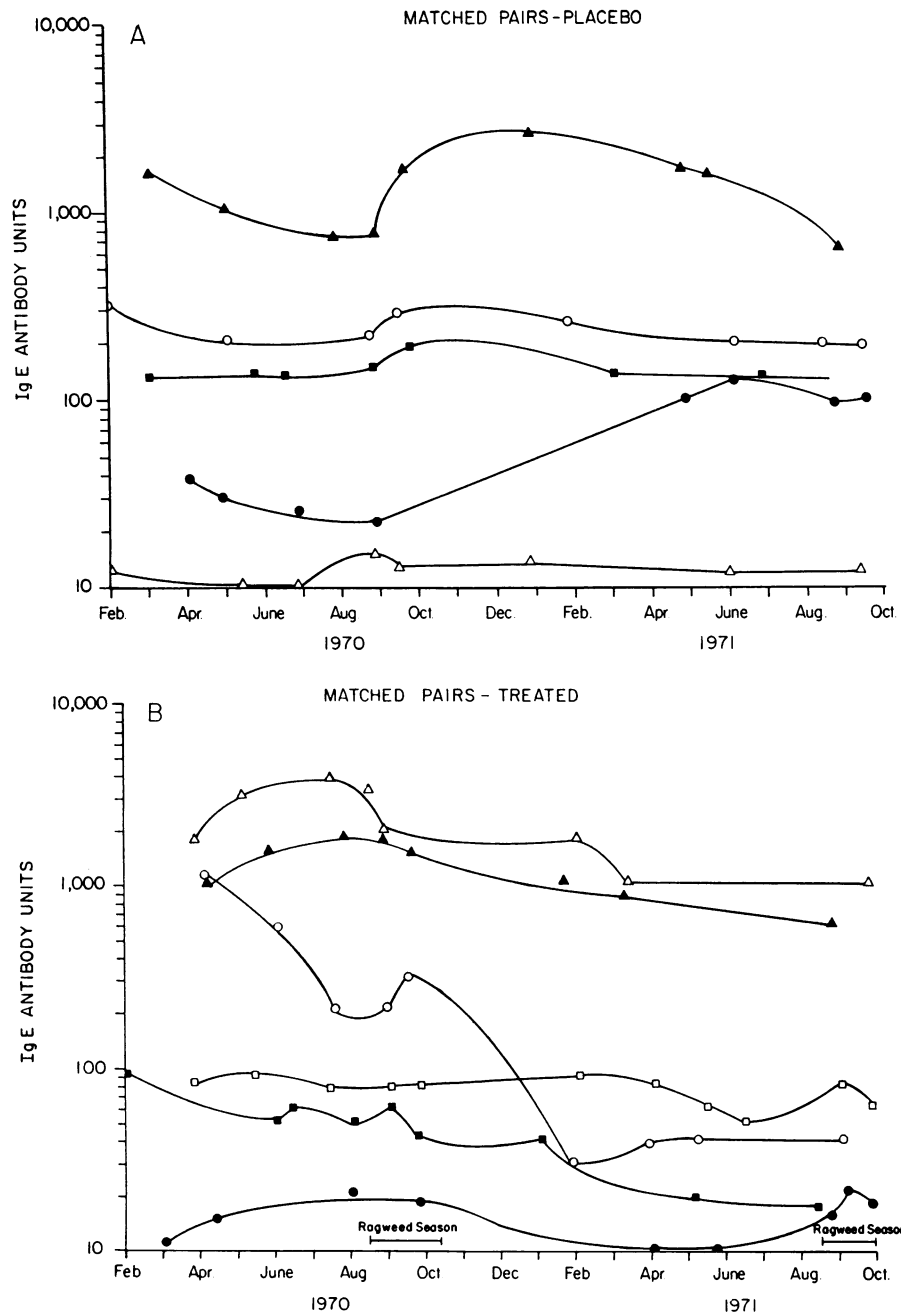 MATCHED PAIRS-PLACEBO
A
10,000
1,000
100
10
IgE ANTIBODY UNITS
Feb. Apr. June Aug. Oct. Dec. Feb. Apr. June Aug. Oct.
1970 1971
MATCHED PAIRS - TREATED
B
10,000
1,000
100
10
IgE ANTIBODY UNITS
Ragweed Season
Ragweed Season
Feb Apr. June Aug Oct Dec Feb Apr. June Aug. Oct
1970 1971